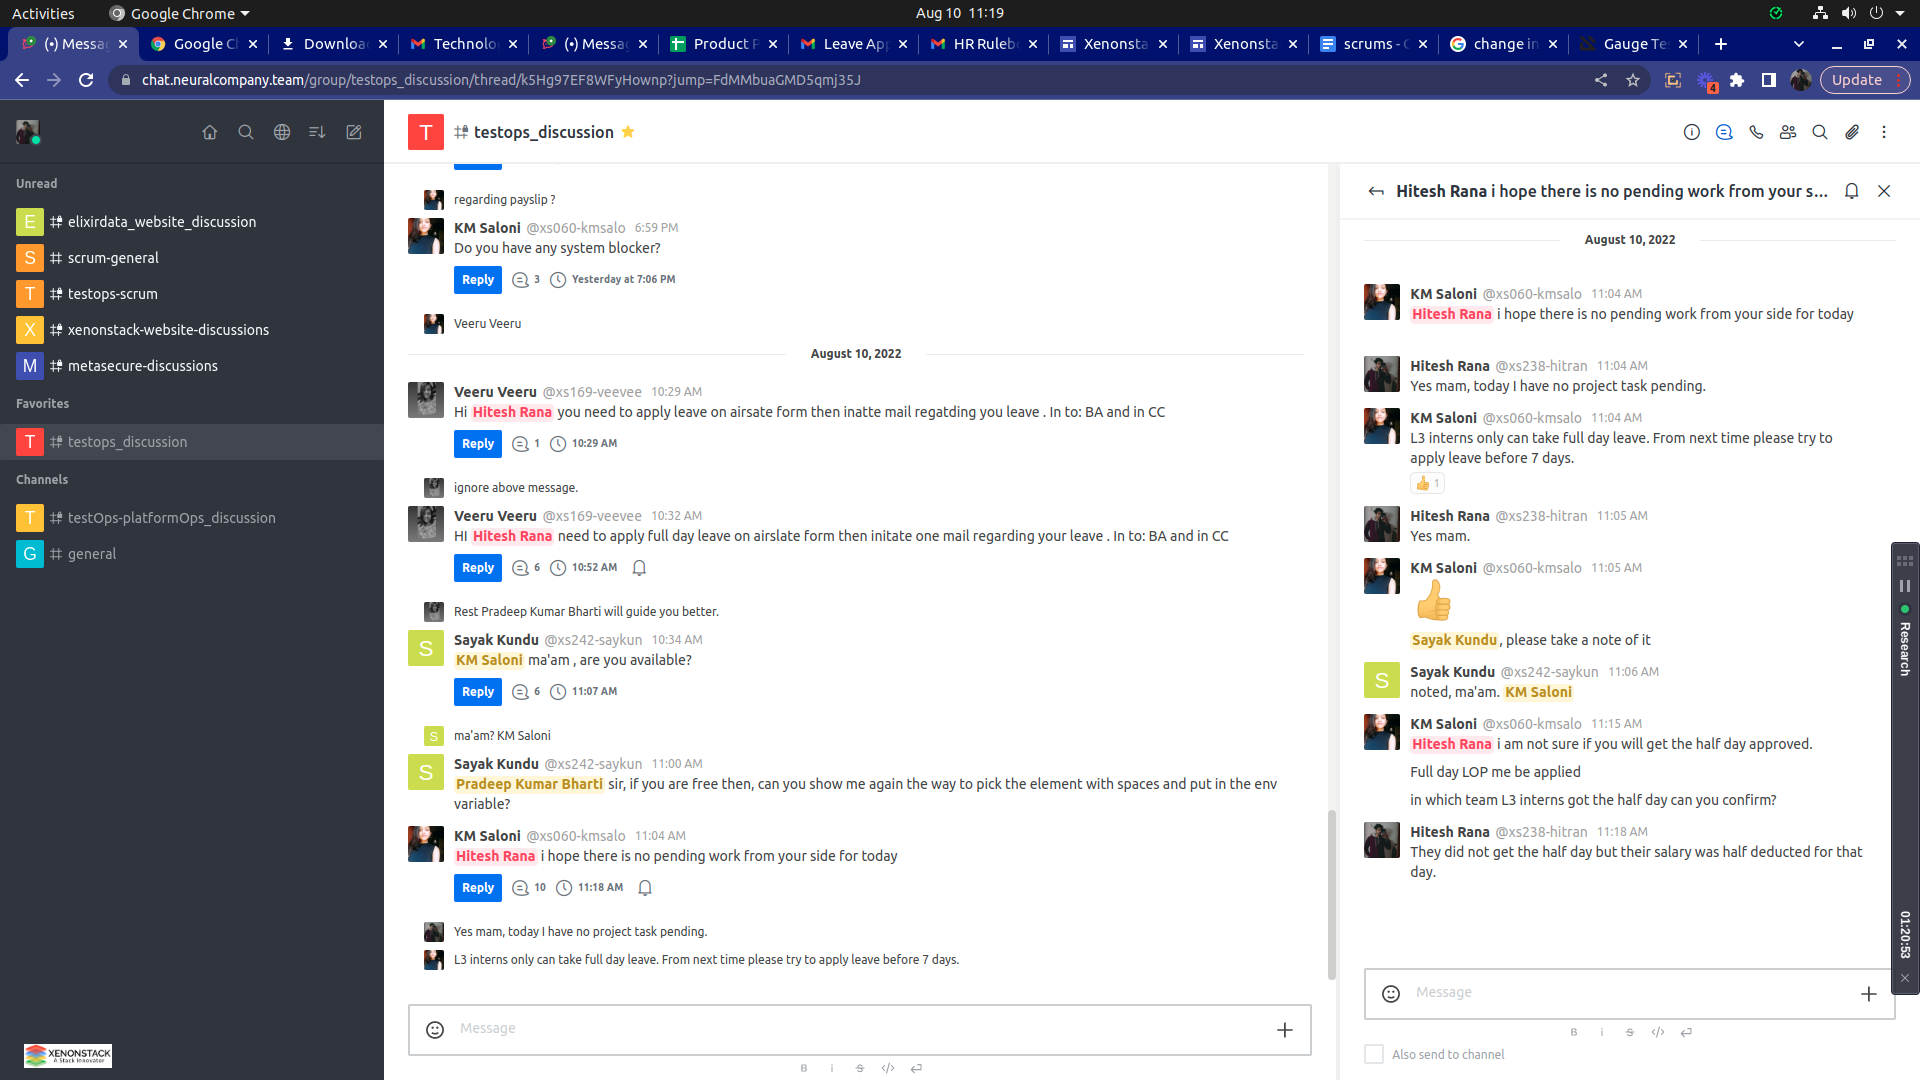 Activities
Google Chrome
Aug 10 11:19
(•) Messag
Google Ch
Downloa
Technolo
(•) Messag
Product P
Leave App
HR Rulebo
Xenonsta
Xenonsta
scrums - G
change in
Gauge Tes
chat.neuralcompany.team/group/testops_discussion/thread/k5Hg97EF8WFyHownp?jump=FdMMbuaGMD5qmj35J
4
Update
Unread
E elixirdata_website_discussion
S scrum-general
T testops-scrum
X xenonstack-website-discussions
M metasecure-discussions
Favorites
T testops_discussion
Channels
T testOps-platformOps_discussion
G general
XENONSTACK
A Stack Innovator
T testops_discussion
regarding payslip ?
KM Saloni @xs060-kmsalo 6:59 PM
Do you have any system blocker?
Reply 3 Yesterday at 7:06 PM
Veeru Veeru
August 10, 2022
Veeru Veeru @xs169-veevee 10:29 AM
Hi Hitesh Rana you need to apply leave on airsate form then inatte mail regatding you leave . In to: BA and in CC
Reply 1 10:29 AM
ignore above message.
Veeru Veeru @xs169-veevee 10:32 AM
HI Hitesh Rana need to apply full day leave on airslate form then initate one mail regarding your leave . In to: BA and in CC
Reply 6 10:52 AM
Rest Pradeep Kumar Bharti will guide you better.
S Sayak Kundu @xs242-saykun 10:34 AM
KM Saloni ma'am , are you available?
Reply 6 11:07 AM
S ma'am? KM Saloni
S Sayak Kundu @xs242-saykun 11:00 AM
Pradeep Kumar Bharti sir, if you are free then, can you show me again the way to pick the element with spaces and put in the env
variable?
KM Saloni @xs060-kmsalo 11:04 AM
Hitesh Rana i hope there is no pending work from your side for today
Reply 10 11:18 AM
Yes mam, today I have no project task pending.
L3 interns only can take full day leave. From next time please try to apply leave before 7 days.
Message
B i S </>
Hitesh Rana i hope there is no pending work from your s...
August 10, 2022
KM Saloni @xs060-kmsalo 11:04 AM
Hitesh Rana i hope there is no pending work from your side for today
Hitesh Rana @xs238-hitran 11:04 AM
Yes mam, today I have no project task pending.
KM Saloni @xs060-kmsalo 11:04 AM
L3 interns only can take full day leave. From next time please try to
apply leave before 7 days.
1
Hitesh Rana @xs238-hitran 11:05 AM
Yes mam.
KM Saloni @xs060-kmsalo 11:05 AM
Sayak Kundu , please take a note of it
S Sayak Kundu @xs242-saykun 11:06 AM
noted, ma'am. KM Saloni
KM Saloni @xs060-kmsalo 11:15 AM
Hitesh Rana i am not sure if you will get the half day approved.
Full day LOP me be applied
in which team L3 interns got the half day can you confirm?
Hitesh Rana @xs238-hitran 11:18 AM
They did not get the half day but their salary was half deducted for that
day.
Message
B i S </>
Also send to channel
Research
01:20:53